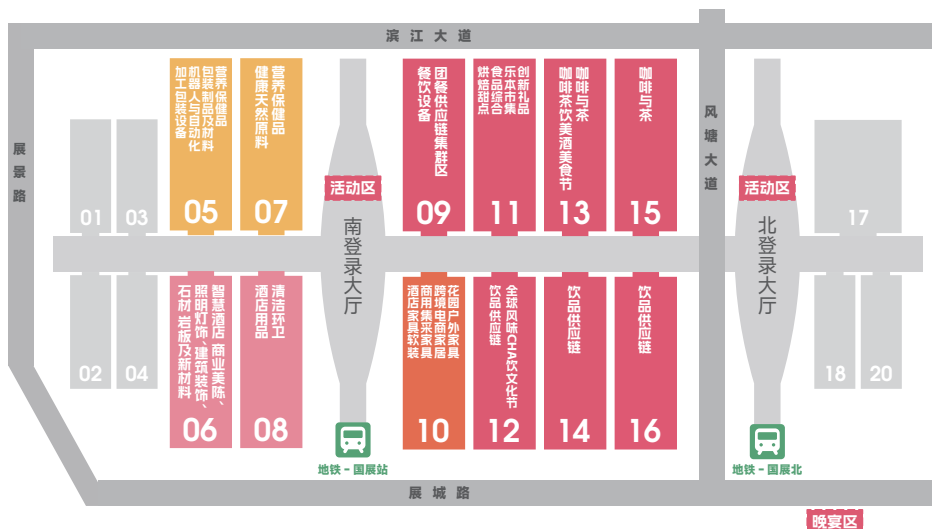 滨江大道
展景路
风塘大道
01
03
营养保健品
包装制品及材料
机器人与自动化
加工包装设备
05
营养保健品
健康天然原料
07
活动区
南登录大厅
团餐供应链集群区
餐饮设备
09
创新礼品
乐本市集
食品综合
烘焙甜点
11
咖啡与茶
咖啡茶饮美酒美食节
13
咖啡与茶
15
活动区
北登录大厅
17
02
04
智慧酒店 商业美陈、
照明灯饰、建筑装饰、
石材 岩板及新材料
06
清洁环卫
酒店用品
08
花园户外家具
跨境电商家居
商用集采家具
酒店家具软装
10
全球风味CHA饮文化节
饮品供应链
12
饮品供应链
14
饮品供应链
16
18
20
地铁－国展站
地铁－国展北
展城路
晚宴区